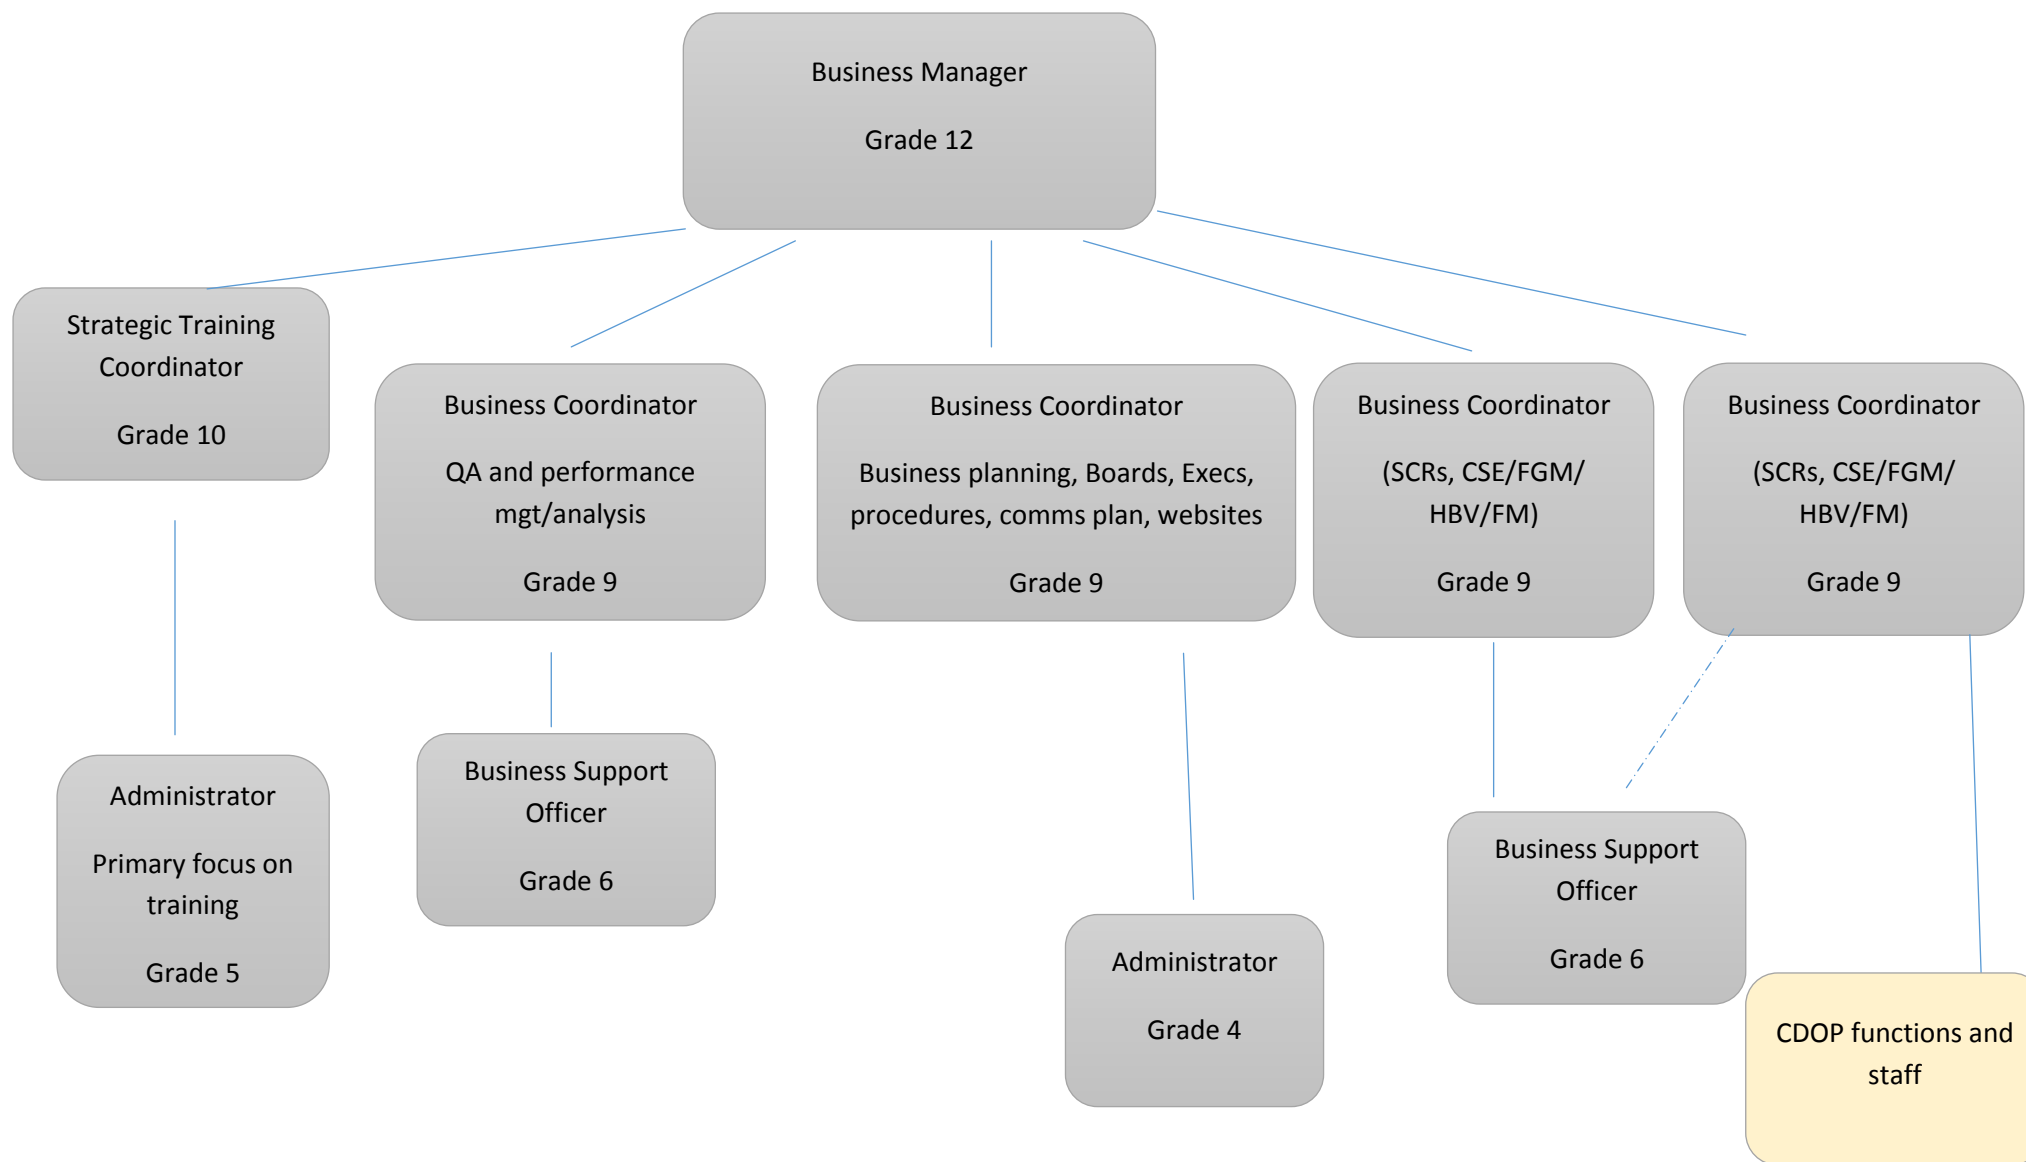 Business Manager
Grade 12
Strategic Training
Coordinator
Grade 10
Business Coordinator
QA and performance
mgt/analysis
Grade 9
Business Coordinator
Business planning, Boards, Execs,
procedures, comms plan, websites
Grade 9
Business Coordinator
(SCRs, CSE/FGM/
HBV/FM)
Grade 9
Business Coordinator
(SCRs, CSE/FGM/
HBV/FM)
Grade 9
Administrator
Primary focus on
training
Grade 5
Business Support
Officer
Grade 6
Administrator
Grade 4
Business Support
Officer
Grade 6
CDOP functions and
staff